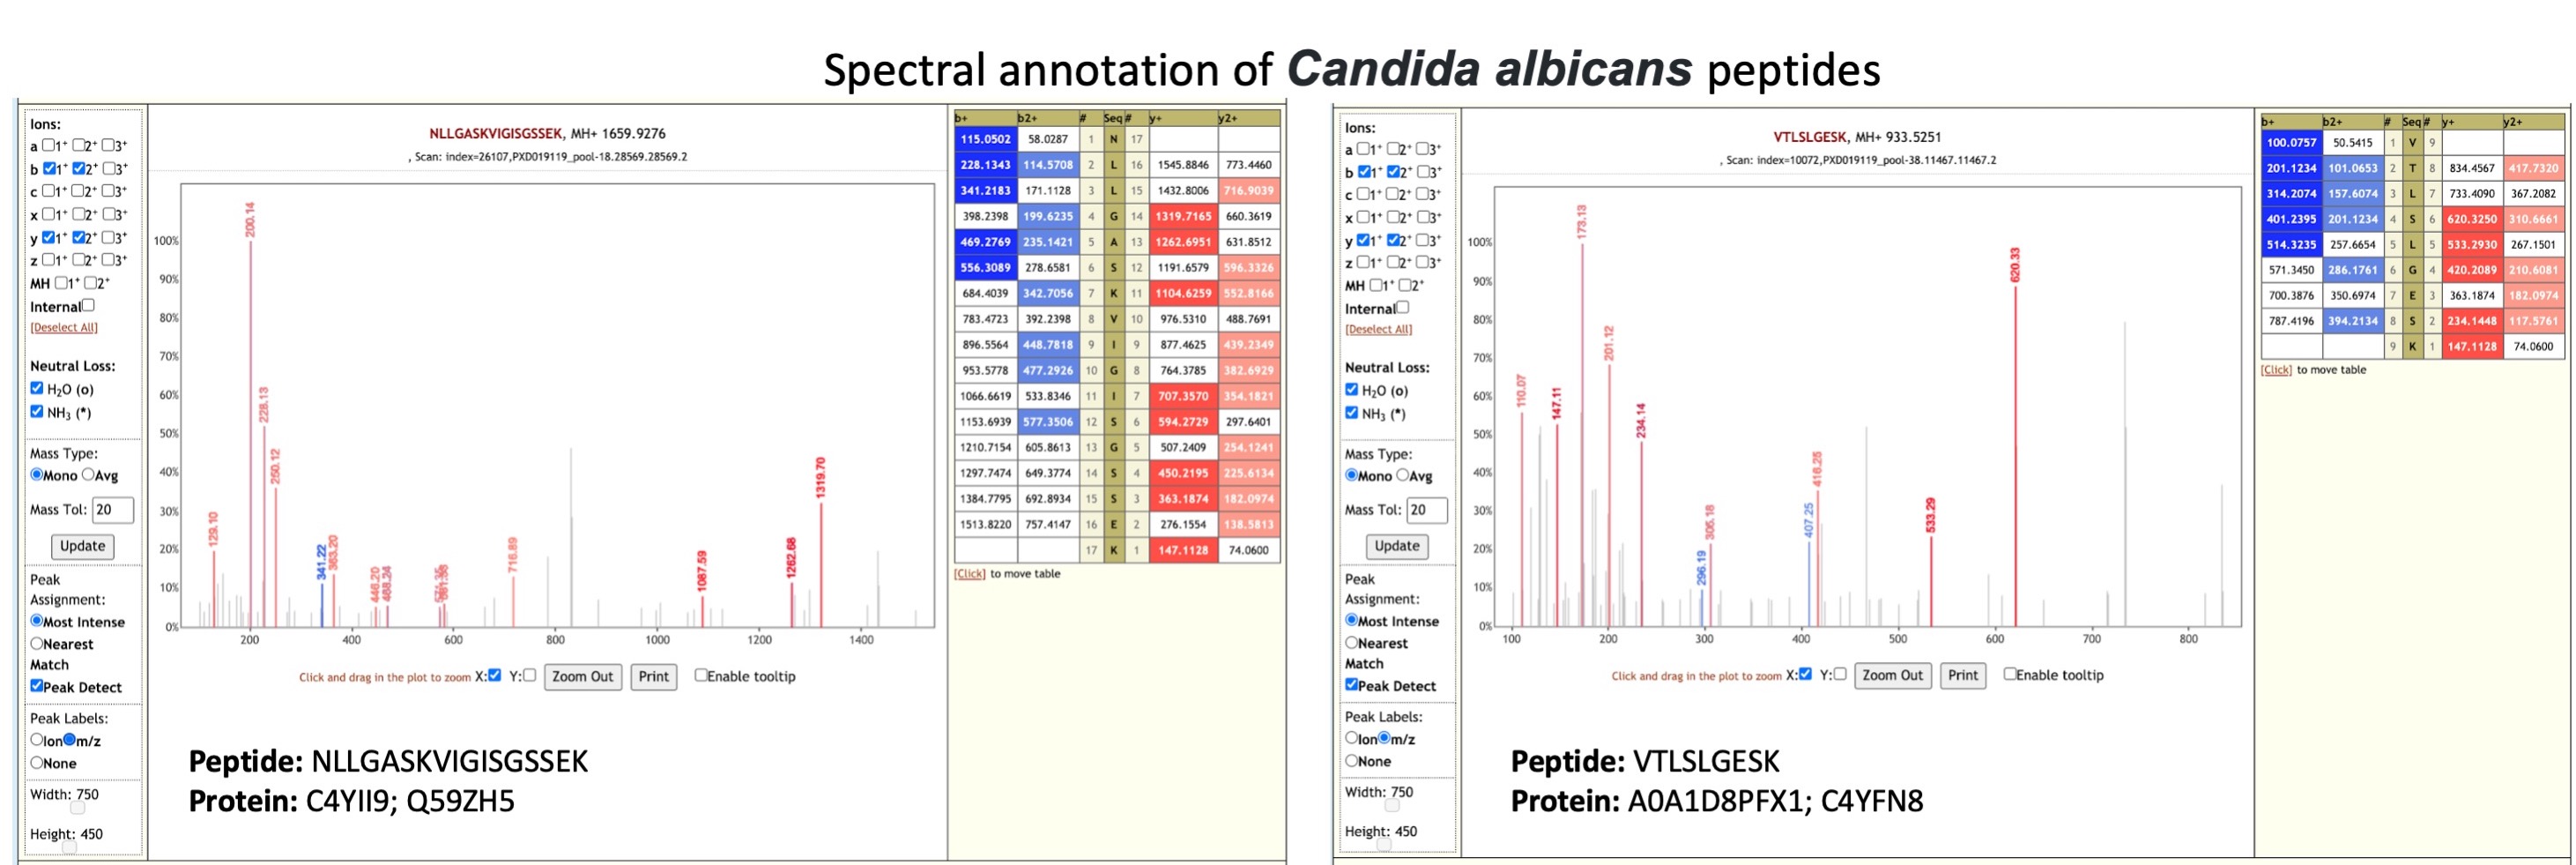 Spectral annotation of Candida albicans peptides
Ions:
a 1+ 2+ 3+
b 1+ 2+ 3+
c 1+ 2+ 3+
x 1+ 2+ 3+
y 1+ 2+ 3+
z 1+ 2+ 3+
MH 1+ 2+
Internal
[Deselect All]
Neutral Loss:
H2O (o)
NH3 (*)
Mass Type:
Mono Avg
Mass Tol: 20
Update
Peak
Assignment:
Most Intense
Nearest
Match
Peak Detect
Peak Labels:
Ion m/z
None
Width: 750
Height: 450
NLLGASKVIGISGSSEK, MH+ 1659.9276
, Scan: index=26107,PXD019119_pool-18.28569.28569.2
100%
90%
80%
70%
60%
50%
40%
30%
20%
10%
0%
129.10
200.14
228.13
250.12
341.22
363.20
446.20
468.24
716.89
1087.59
1262.68
1319.70
200 400 600 800 1000 1200 1400
Click and drag in the plot to zoom X: Y: Zoom Out Print Enable tooltip
b+ b2+ # Seq # y+ y2+
115.0502 58.0287 1 N 17
228.1343 114.5708 2 L 16 1545.8846 773.4460
341.2183 171.1128 3 L 15 1432.8006 716.9039
398.2398 199.6235 4 G 14 1319.7165 660.3619
469.2769 235.1421 5 A 13 1262.6951 631.8512
556.3089 278.6581 6 S 12 1191.6579 596.3326
684.4039 342.7056 7 K 11 1104.6259 552.8166
783.4723 392.2398 8 V 10 976.5310 488.7691
896.5564 448.7818 9 I 9 877.4625 439.2349
953.5778 477.2926 10 G 8 764.3785 382.6929
1066.6619 533.8346 11 I 7 707.3570 354.1821
1153.6939 577.3506 12 S 6 594.2729 297.6401
1210.7154 605.8613 13 G 5 507.2409 254.1241
1297.7474 649.3774 14 S 4 450.2195 225.6134
1384.7795 692.8934 15 S 3 363.1874 182.0974
1513.8220 757.4147 16 E 2 276.1554 138.5813
17 K 1 147.1128 74.0600
[Click] to move table
Peptide: NLLGASKVIGISGSSEK
Protein: C4YII9; Q59ZH5
Ions:
a 1+ 2+ 3+
b 1+ 2+ 3+
c 1+ 2+ 3+
x 1+ 2+ 3+
y 1+ 2+ 3+
z 1+ 2+ 3+
MH 1+ 2+
Internal
[Deselect All]
Neutral Loss:
H2O (o)
NH3 (*)
Mass Type:
Mono Avg
Mass Tol: 20
Update
Peak
Assignment:
Most Intense
Nearest
Match
Peak Detect
Peak Labels:
Ion m/z
None
Width: 750
Height: 450
VTLSLGESK, MH+ 933.5251
, Scan: index=10072,PXD019119_pool-38.11467.11467.2
100%
90%
80%
70%
60%
50%
40%
30%
20%
10%
0%
110.07
147.11
173.13
201.12
234.14
296.19
306.18
407.25
416.25
533.29
620.33
100 200 300 400 500 600 700 800
Click and drag in the plot to zoom X: Y: Zoom Out Print Enable tooltip
b+ b2+ # Seq # y+ y2+
100.0757 50.5415 1 V 9
201.1234 101.0653 2 T 8 834.4567 417.7320
314.2074 157.6074 3 L 7 733.4090 367.2082
401.2395 201.1234 4 S 6 620.3250 310.6661
514.3235 257.6654 5 L 5 533.2930 267.1501
571.3450 286.1761 6 G 4 420.2089 210.6081
700.3876 350.6974 7 E 3 363.1874 182.0974
787.4196 394.2134 8 S 2 234.1448 117.5761
9 K 1 147.1128 74.0600
[Click] to move table
Peptide: VTLSLGESK
Protein: A0A1D8PFX1; C4YFN8